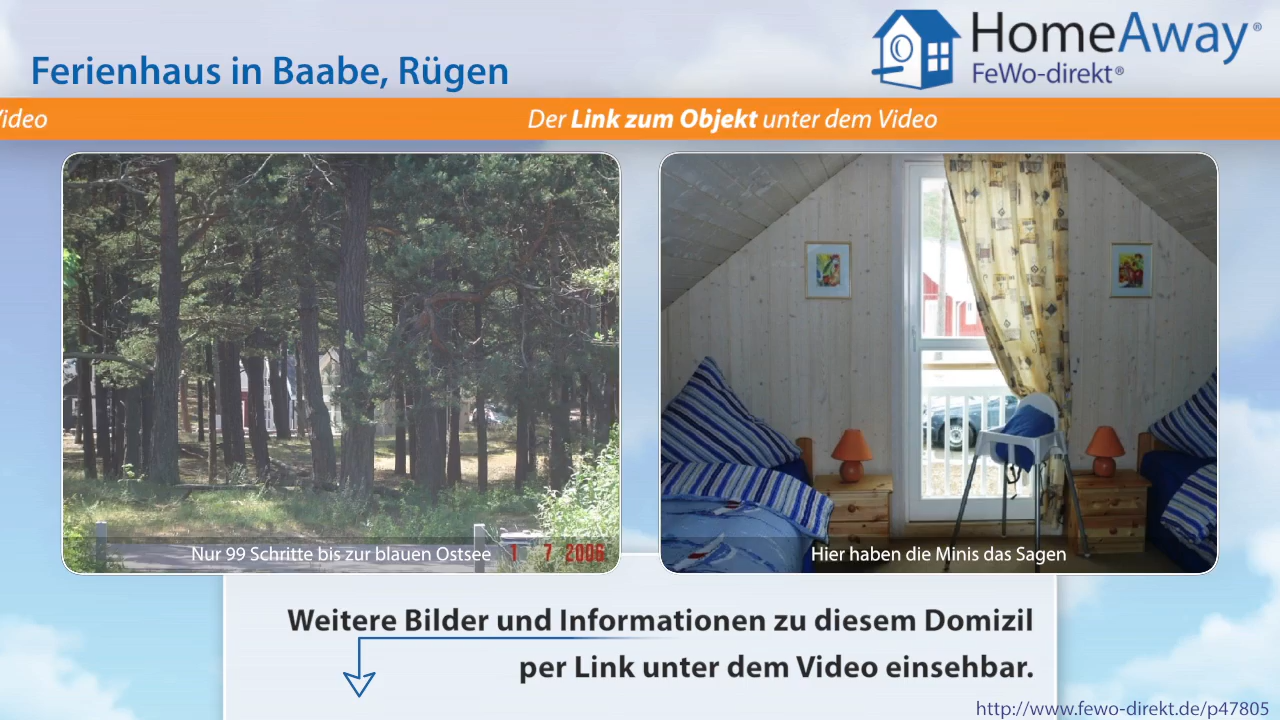 HomeAway®
FeWo-direkt®
Ferienhaus in Baabe, Rügen
Video
Der Link zum Objekt unter dem Video
Nur 99 Schritte bis zur blauen Ostsee
1 7 2006
Hier haben die Minis das Sagen
Weitere Bilder und Informationen zu diesem Domizil
per Link unter dem Video einsehbar.
http://www.fewo-direkt.de/p47805